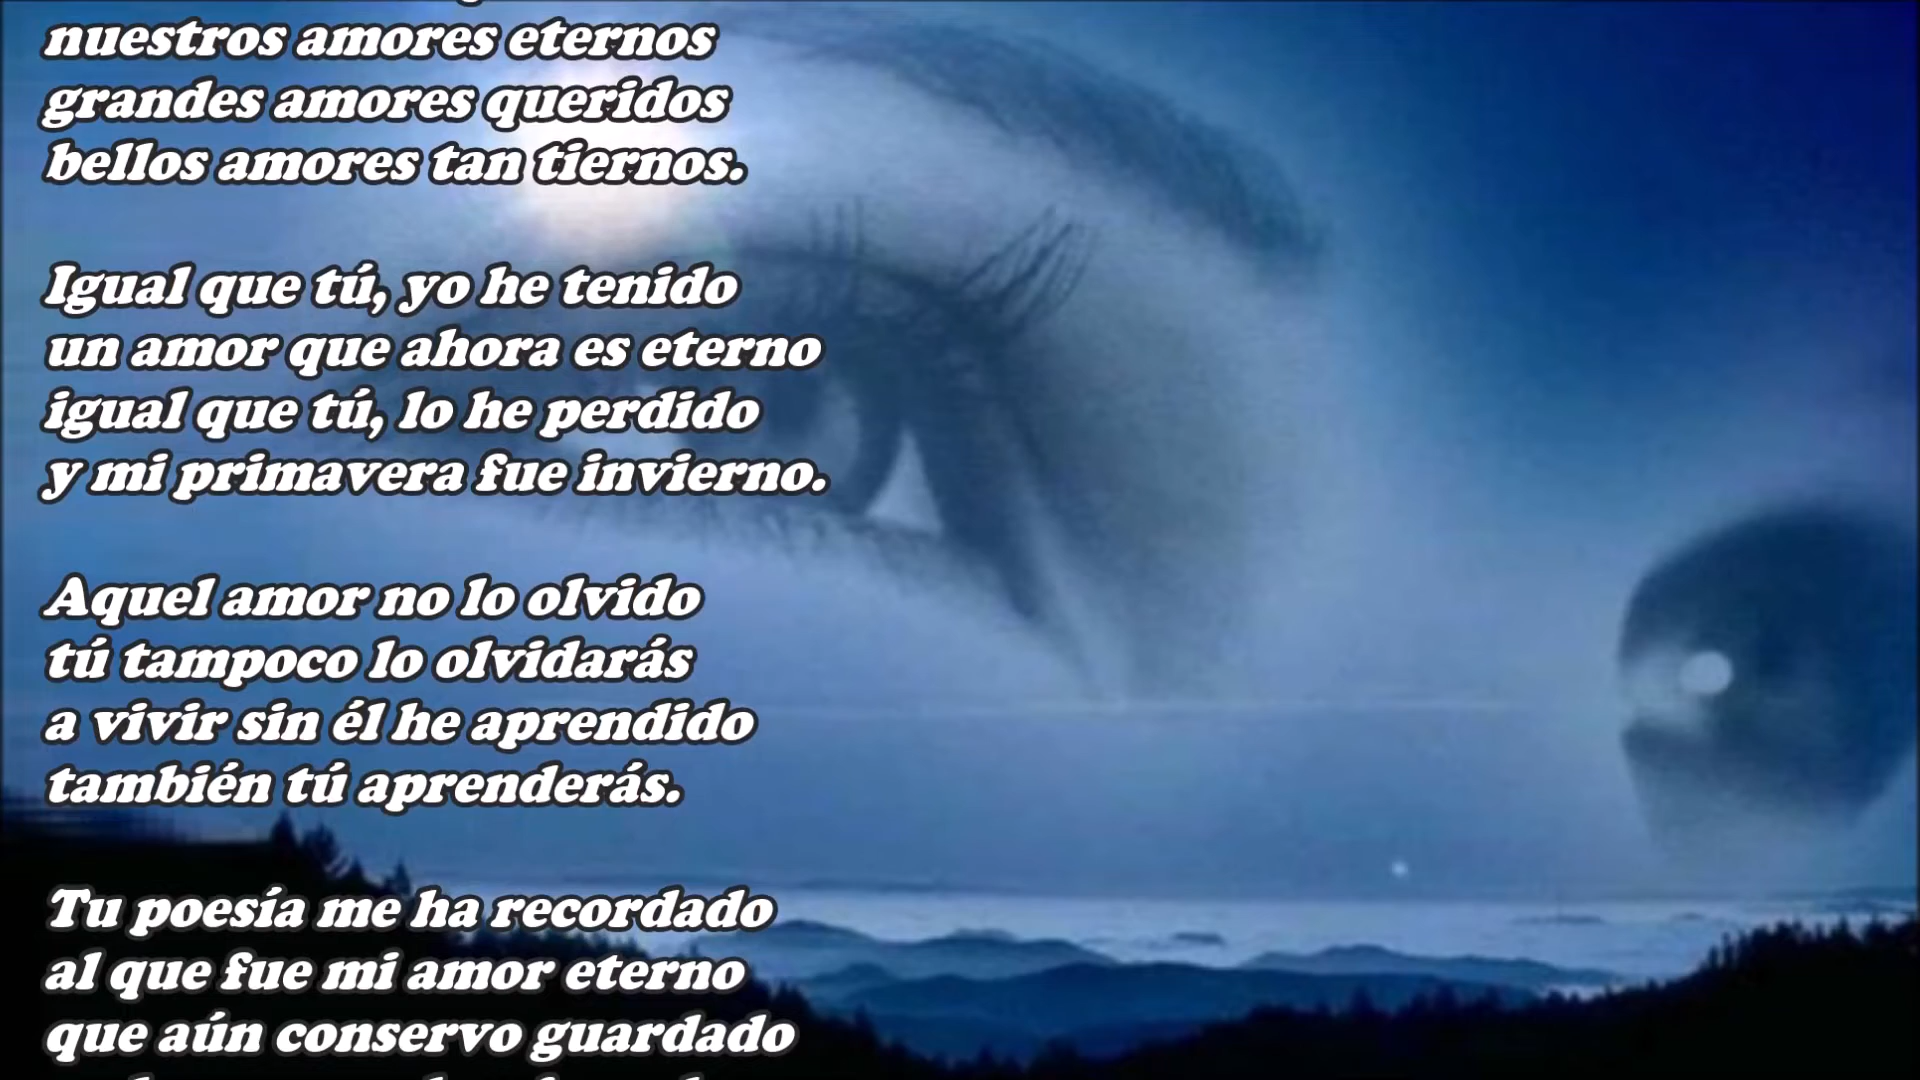 nuestros amores eternos
grandes amores queridos
bellos amores tan tiernos.
Igual que tú, yo he tenido
un amor que ahora es eterno
igual que tú, lo he perdido
y mi primavera fue invierno.
Aquel amor no lo olvido
tú tampoco lo olvidarás
a vivir sin él he aprendido
también tú aprenderás.
Tu poesía me ha recordado
al que fue mi amor eterno
que aún conservo guardado